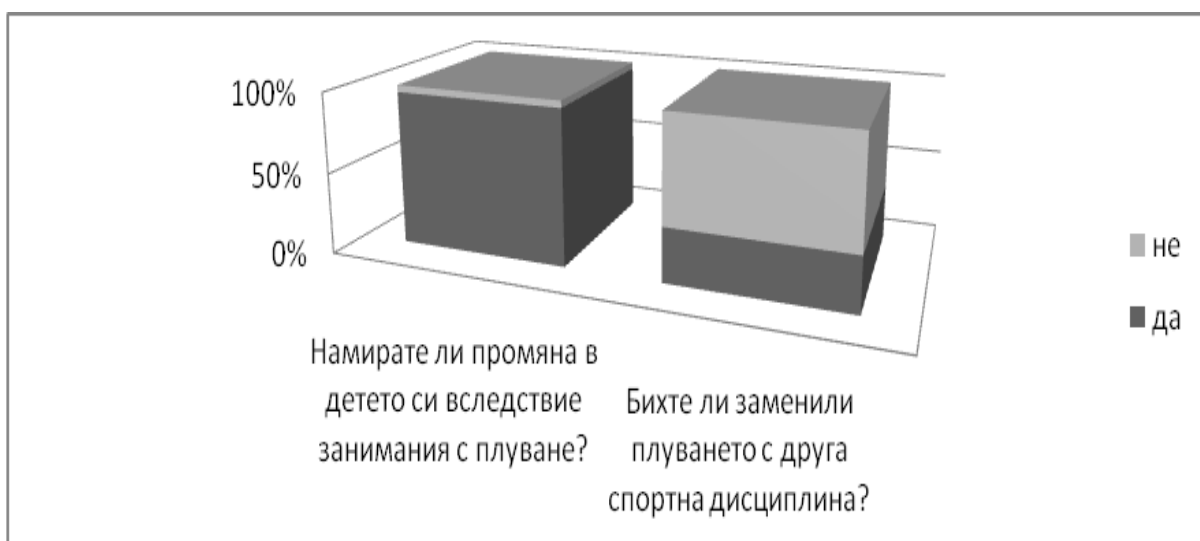 100%
50%
0%
Намирате ли промяна в
детето си вследствие
занимания с плуване?
Бихте ли заменили
плуването с друга
спортна дисциплина?
не
да